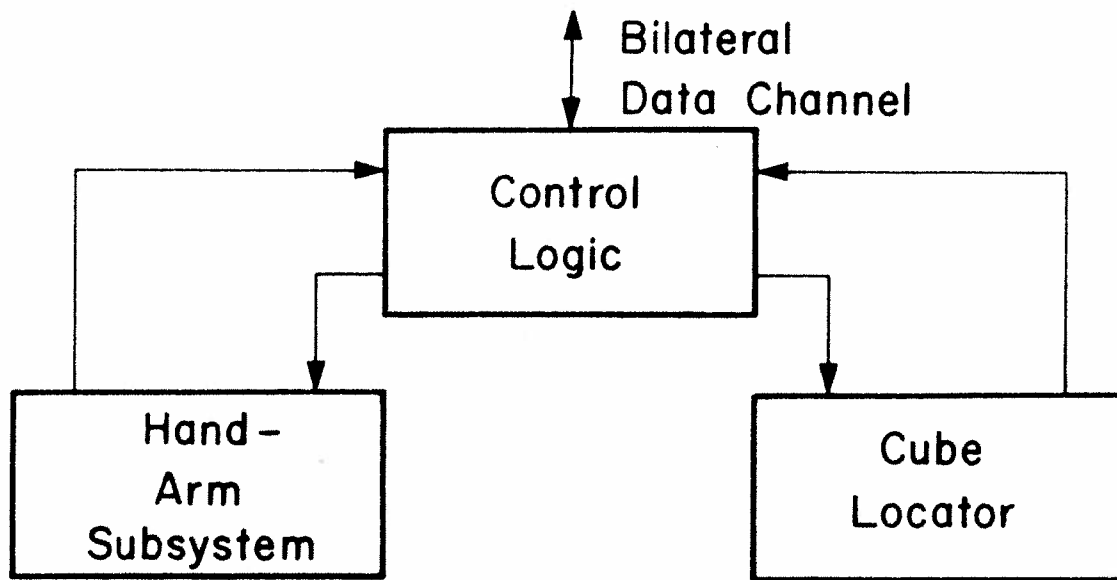 Bilateral
Data Channel
Control
Logic
Hand-
Arm
Subsystem
Cube
Locator